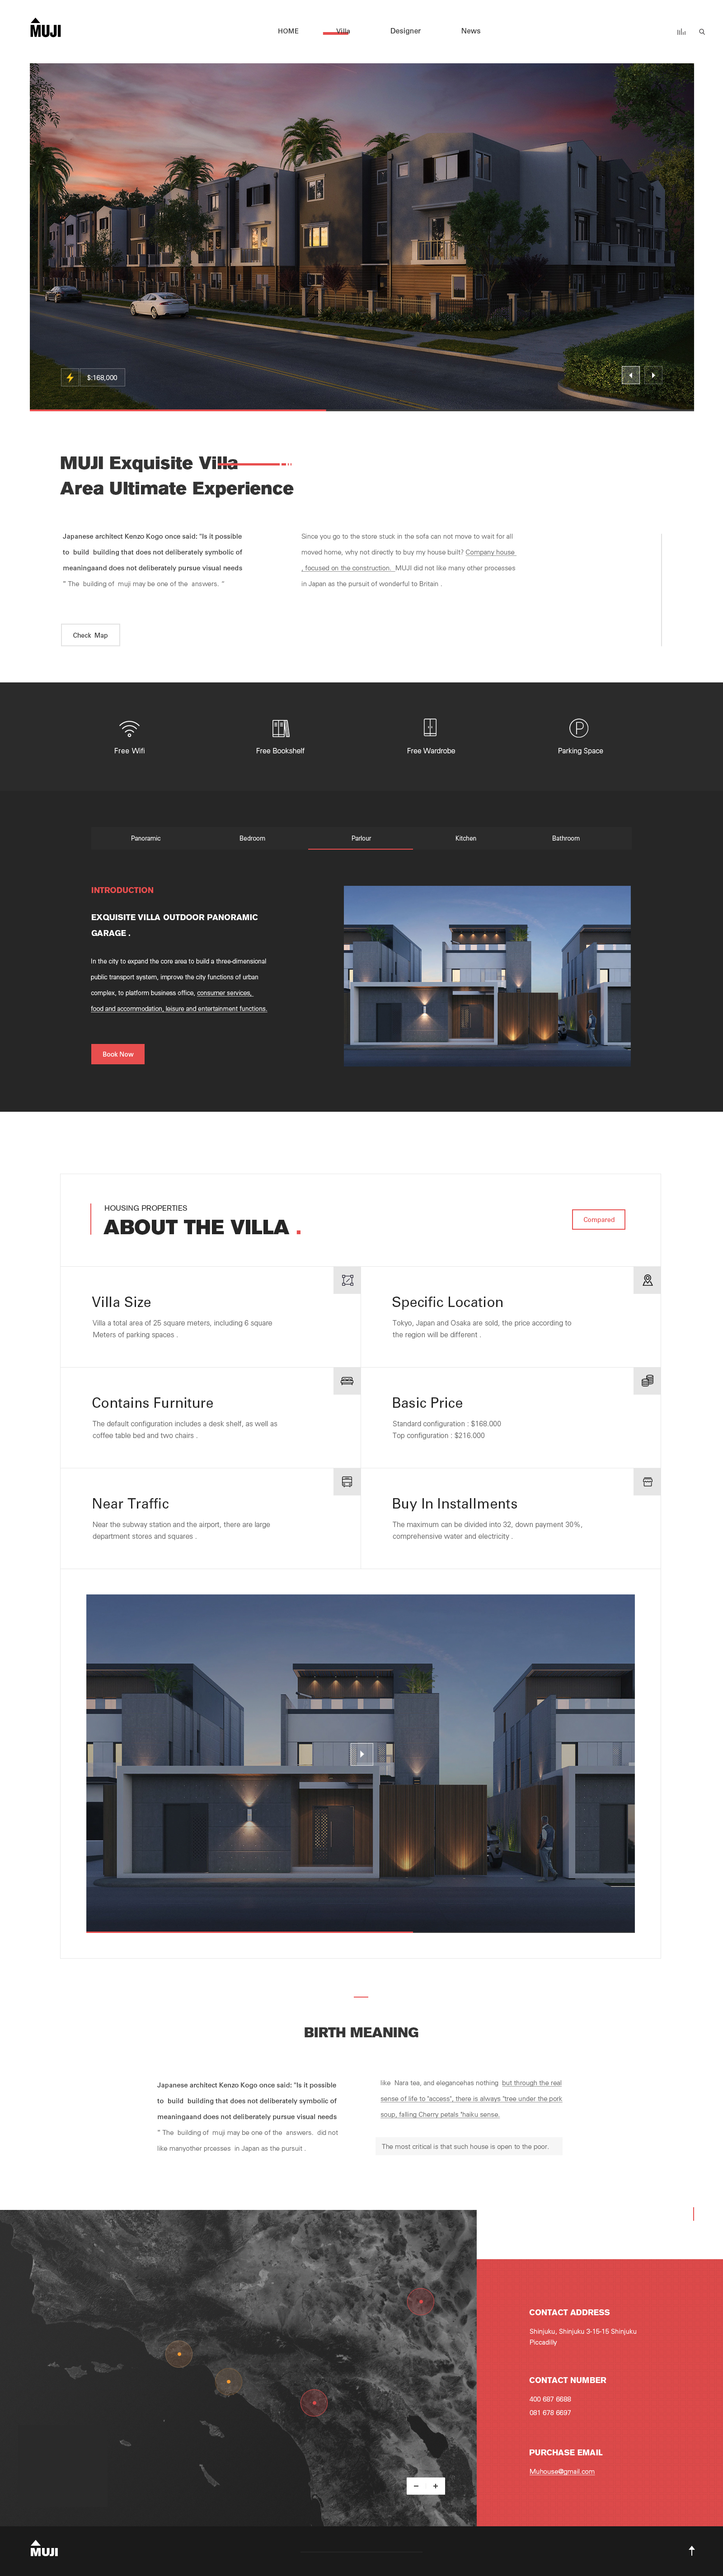 MUJI
HOME Villa Designer News
$:168,000
MUJI Exquisite Villa
Area Ultimate Experience
Japanese architect Kenzo Kogo once said: "Is it possible
to build building that does not deliberately symbolic of
meaningaand does not deliberately pursue visual needs
" The building of muji may be one of the answers. "
Since you go to the store stuck in the sofa can not move to wait for all
moved home, why not directly to buy my house built? Company house
, focused on the construction. MUJI did not like many other processes
in Japan as the pursuit of wonderful to Britain .
Check Map
Free Wifi
Free Bookshelf
Free Wardrobe
Parking Space
Panoramic Bedroom Parlour Kitchen Bathroom
INTRODUCTION
EXQUISITE VILLA OUTDOOR PANORAMIC
GARAGE .
In the city to expand the core area to build a three-dimensional
public transport system, improve the city functions of urban
complex, to platform business office, consumer services,
food and accommodation, leisure and entertainment functions.
Book Now
HOUSING PROPERTIES
ABOUT THE VILLA .
Compared
Villa Size
Villa a total area of 25 square meters, including 6 square
Meters of parking spaces .
Specific Location
Tokyo, Japan and Osaka are sold, the price according to
the region will be different .
Contains Furniture
The default configuration includes a desk shelf, as well as
coffee table bed and two chairs .
Basic Price
Standard configuration : $168.000
Top configuration : $216.000
Near Traffic
Near the subway station and the airport, there are large
department stores and squares .
Buy In Installments
The maximum can be divided into 32, down payment 30%,
comprehensive water and electricity .
BIRTH MEANING
Japanese architect Kenzo Kogo once said: "Is it possible
to build building that does not deliberately symbolic of
meaningaand does not deliberately pursue visual needs
" The building of muji may be one of the answers. did not
like manyother prcesses in Japan as the pursuit .
like Nara tea, and elegancehas nothing but through the real
sense of life to "access", there is always "tree under the pork
soup, falling Cherry petals "haiku sense.
The most critical is that such house is open to the poor.
CONTACT ADDRESS
Shinjuku, Shinjuku 3-15-15 Shinjuku
Piccadilly
CONTACT NUMBER
400 687 6688
081 678 6697
PURCHASE EMAIL
Muhouse@gmail.com
MUJI